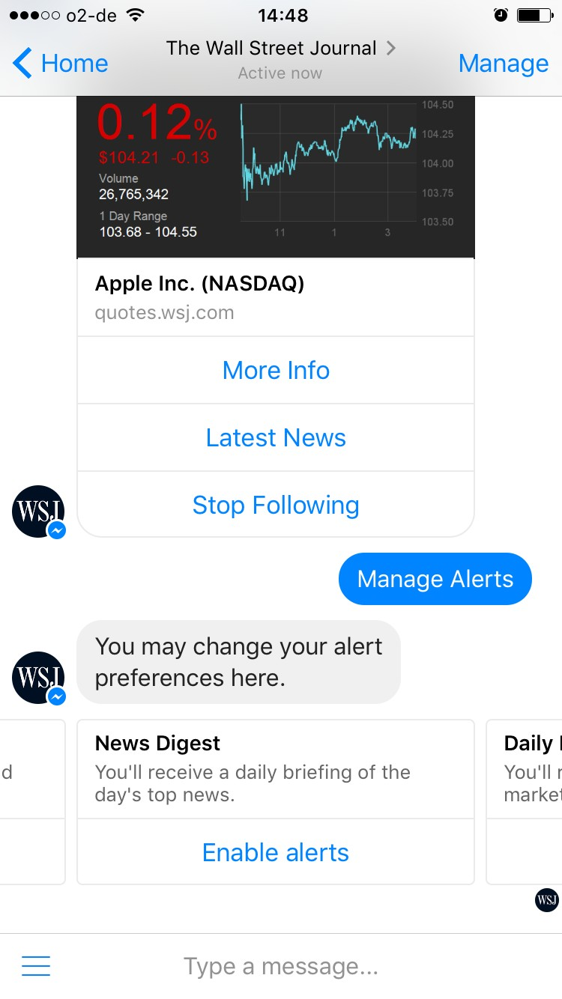 o2-de 14:48
Home The Wall Street Journal Manage
Active now
0.12%
$104.21 -0.13
Volume
26,765,342
1 Day Range
103.68 - 104.55
104.50
104.25
104.00
103.75
103.50
11 1 3
Apple Inc. (NASDAQ)
quotes.wsj.com
More Info
Latest News
Stop Following
WSJ
Manage Alerts
You may change your alert
preferences here.
WSJ
d
News Digest
You'll receive a daily briefing of the
day's top news.
Enable alerts
Daily
You'll
market
WSJ
Type a message...